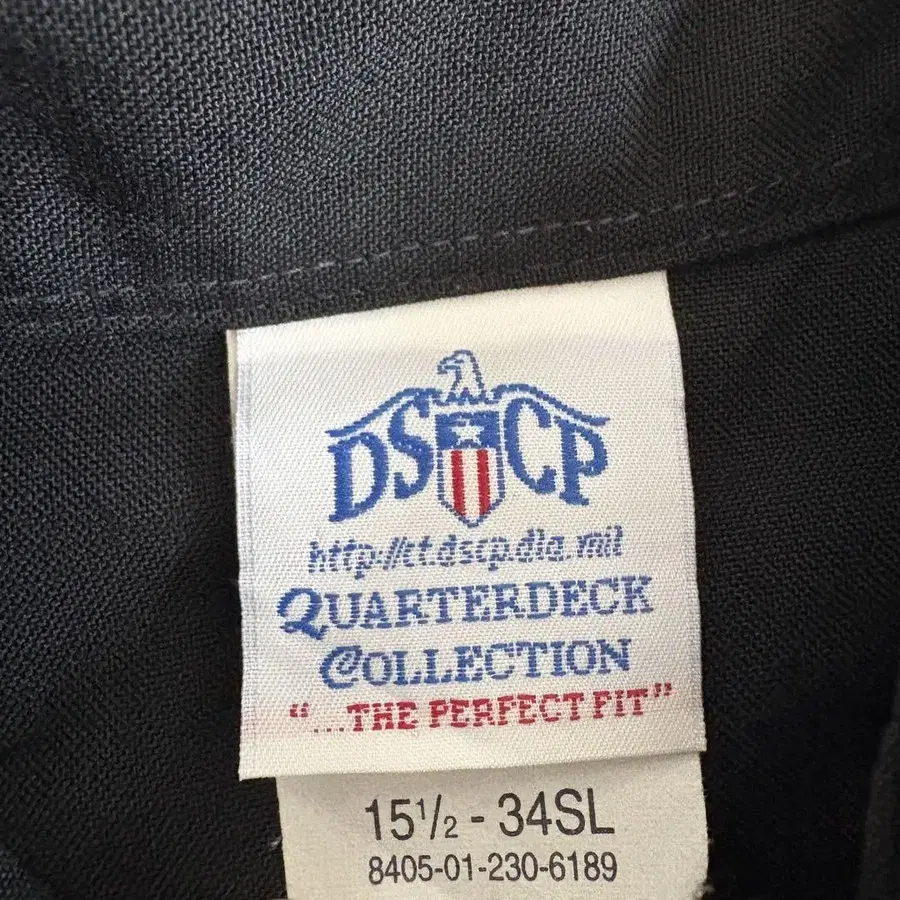 DSCP
http://ct.dscp.dla.mil
QUARTERDECK
COLLECTION
"...THE PERFECT FIT"
15½ - 34SL
8405-01-230-6189